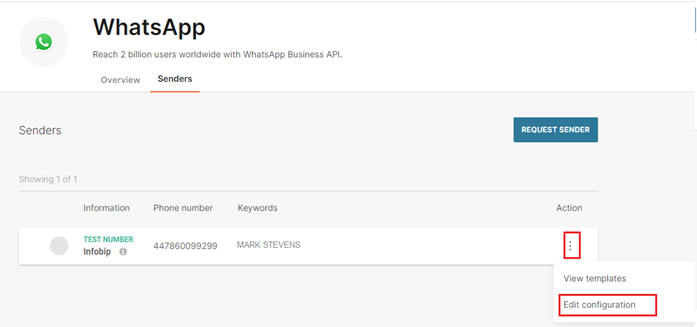 WhatsApp
Reach 2 billion users worldwide with WhatsApp Business API.
Overview Senders
Senders
REQUEST SENDER
Showing 1 of 1
Information Phone number Keywords Action
TEST NUMBER
Infobip 447860099299 MARK STEVENS
View templates
Edit configuration